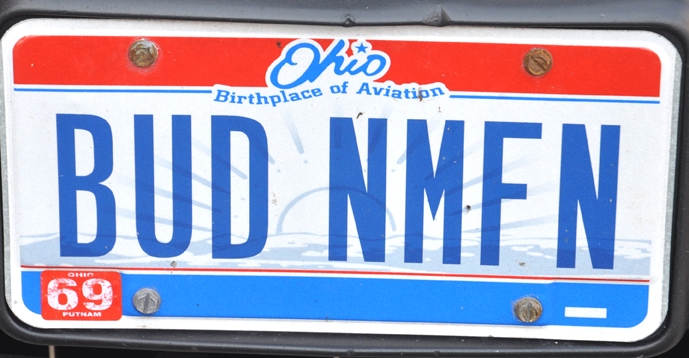 Ohio
Birthplace of Aviation
BUD NMFN
OHIO
69
PUTNAM